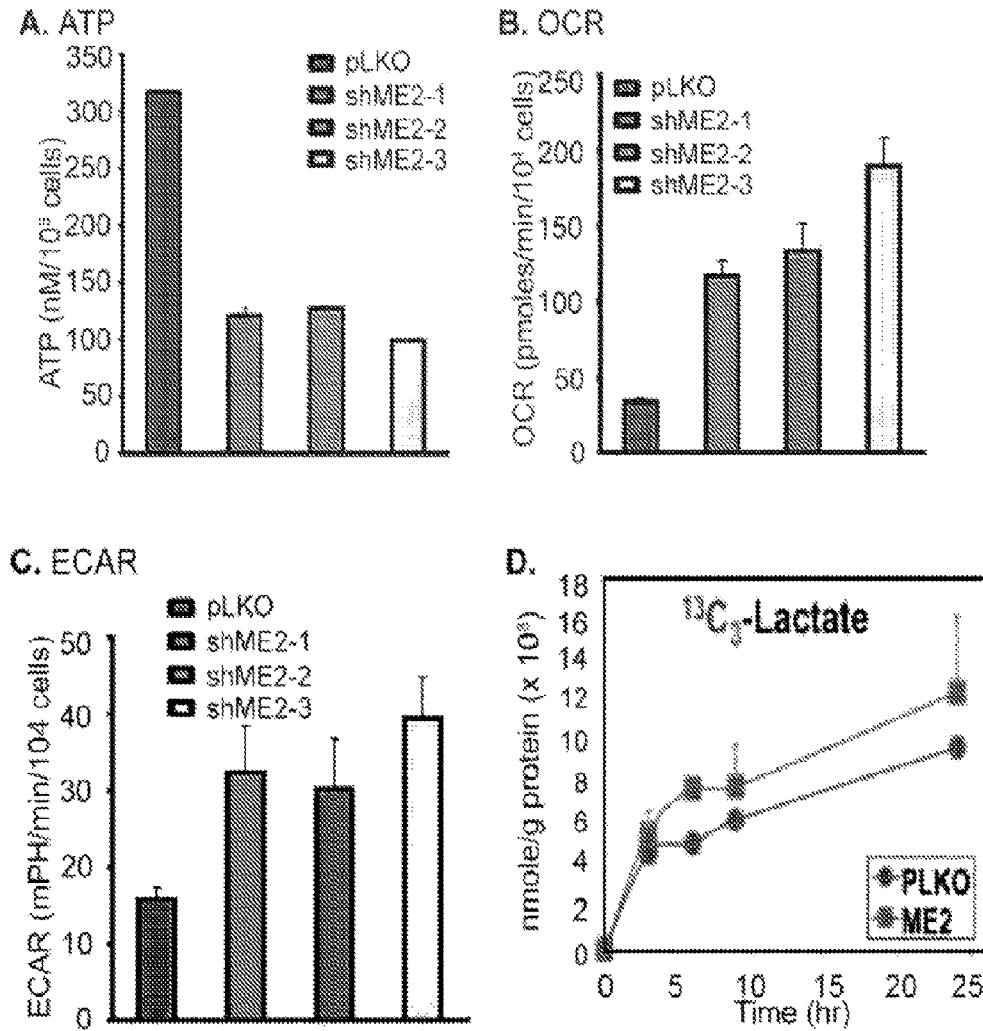 A. ATP
350
300
250
200
150
100
50
0
ATP (nM/10⁵ cells)
pLKO
shME2-1
shME2-2
shME2-3
B. OCR
250
200
150
100
50
0
OCR (pmoles/min/10³ cells)
pLKO
shME2-1
shME2-2
shME2-3
C. ECAR
50
40
30
20
10
0
ECAR (mPH/min/104 cells)
pLKO
shME2-1
shME2-2
shME2-3
D.
¹³C₃-Lactate
18
16
14
12
10
8
6
4
2
0
nmole/g protein (x 10⁸)
0 5 10 15 20 25
Time (hr)
PLKO
ME2